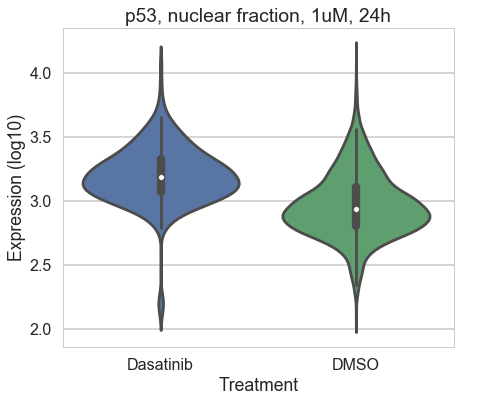 p53, nuclear fraction, 1uM, 24h
Expression (log10)
4.0
3.5
3.0
2.5
2.0
Dasatinib DMSO
Treatment